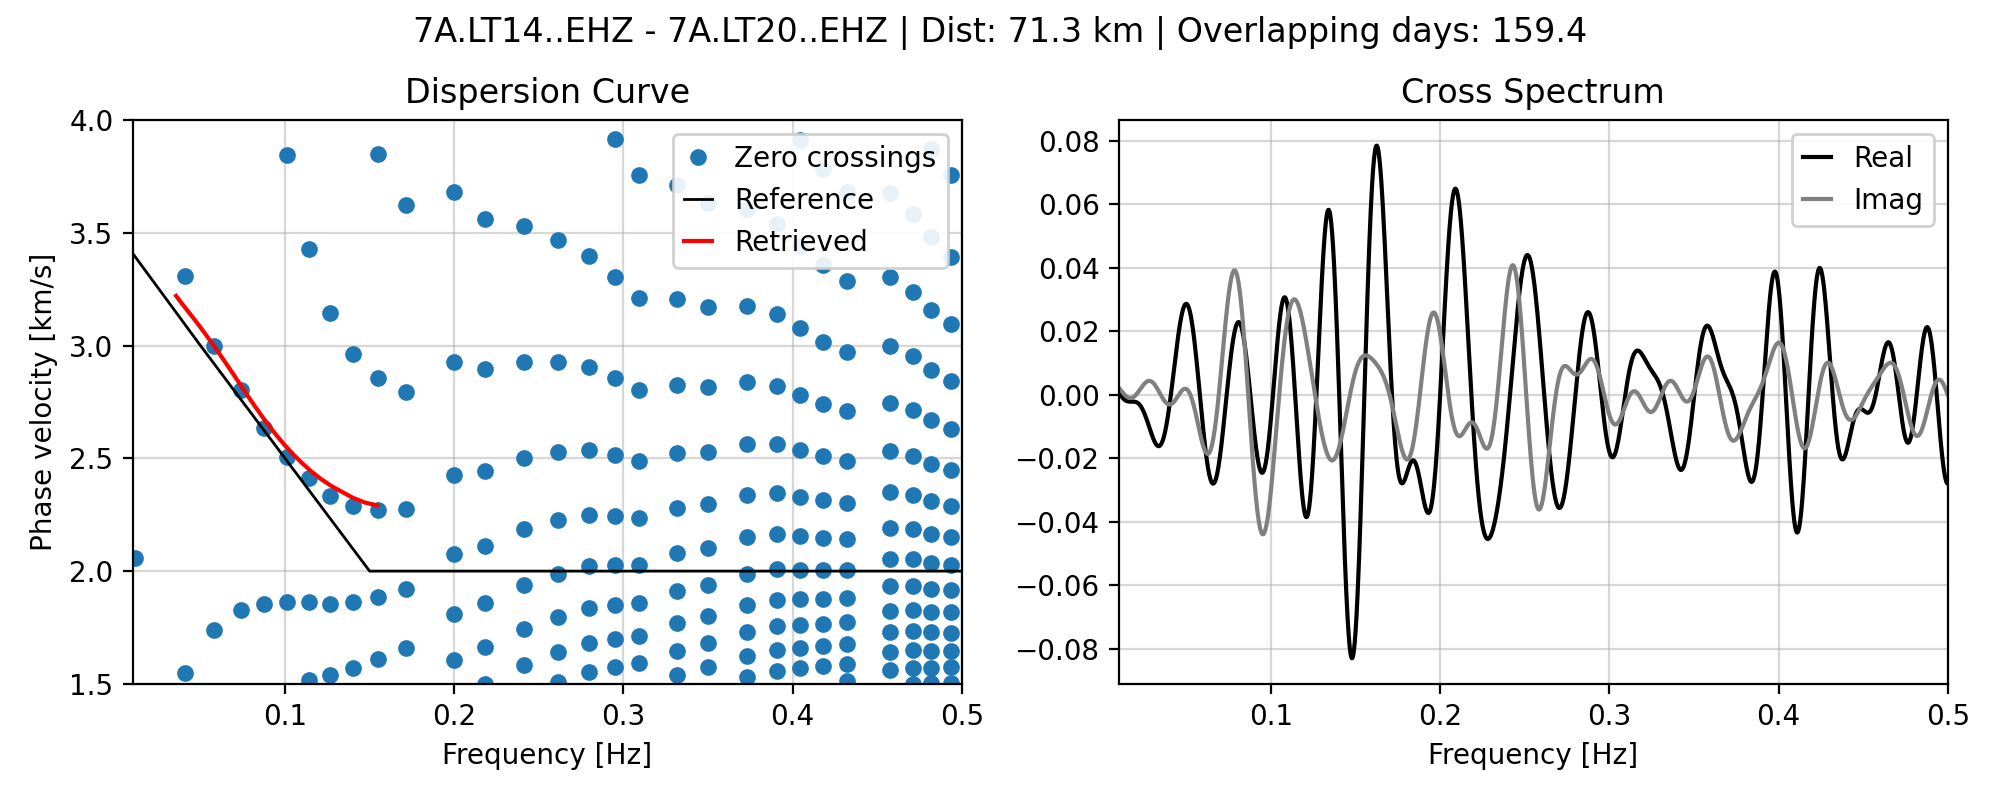 7A.LT14..EHZ - 7A.LT20..EHZ | Dist: 71.3 km | Overlapping days: 159.4
Dispersion Curve
4.0
3.5
3.0
2.5
2.0
1.5
Phase velocity [km/s]
0.1
0.2
0.3
0.4
0.5
Frequency [Hz]
Zero crossings
Reference
Retrieved
Cross Spectrum
0.08
0.06
0.04
0.02
0.00
−0.02
−0.04
−0.06
−0.08
0.1
0.2
0.3
0.4
0.5
Frequency [Hz]
Real
Imag